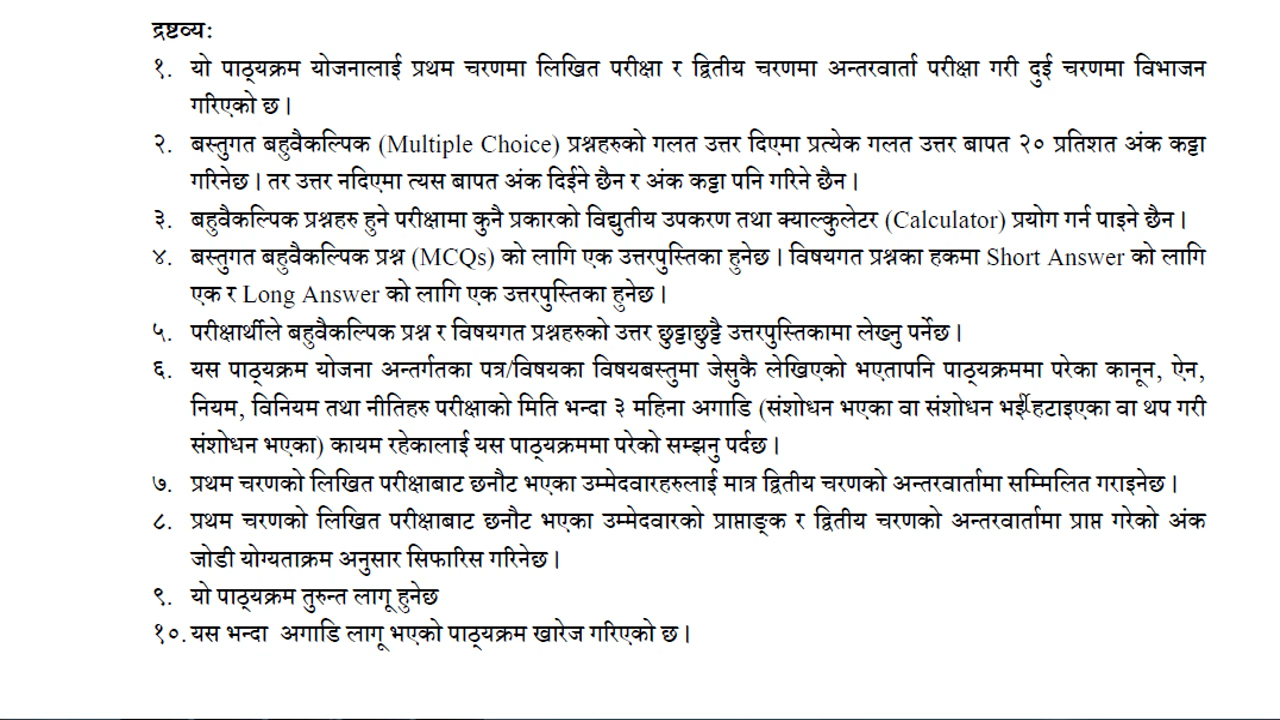 द्रष्टव्य:
१. यो पाठ्यक्रम योजनालाई प्रथम चरणमा लिखित परीक्षा र द्वितीय चरणमा अन्तरवार्ता परीक्षा गरी दुई चरणमा विभाजन
गरिएको छ ।
२. बस्तुगत बहुवैकल्पिक (Multiple Choice) प्रश्नहरुको गलत उत्तर दिएमा प्रत्येक गलत उत्तर बापत २० प्रतिशत अंक कट्टा
गरिनेछ । तर उत्तर नदिएमा त्यस बापत अंक दिईने छैन र अंक कट्टा पनि गरिने छैन ।
३. बहुवैकल्पिक प्रश्नहरु हुने परीक्षामा कुनै प्रकारको विद्युतीय उपकरण तथा क्याल्कुलेटर (Calculator) प्रयोग गर्न पाइने छैन ।
४. बस्तुगत बहुवैकल्पिक प्रश्न (MCQs) को लागि एक उत्तरपुस्तिका हुनेछ । विषयगत प्रश्नका हकमा Short Answer को लागि
एक र Long Answer को लागि एक उत्तरपुस्तिका हुनेछ ।
५. परीक्षार्थीले बहुवैकल्पिक प्रश्न र विषयगत प्रश्नहरुको उत्तर छुट्टाछुट्टै उत्तरपुस्तिकामा लेख्नु पर्नेछ ।
६. यस पाठ्यक्रम योजना अन्तर्गतका पत्र/विषयका विषयबस्तुमा जेसुकै लेखिएको भएतापनि पाठ्यक्रममा परेका कानून, ऐन,
नियम, विनियम तथा नीतिहरु परीक्षाको मिति भन्दा ३ महिना अगाडि (संशोधन भएका वा संशोधन भई हटाइएका वा थप गरी
संशोधन भएका) कायम रहेकालाई यस पाठ्यक्रममा परेको सम्झनु पर्दछ ।
७. प्रथम चरणको लिखित परीक्षाबाट छनौट भएका उम्मेदवारहरुलाई मात्र द्वितीय चरणको अन्तरवार्तामा सम्मिलित गराइनेछ ।
८. प्रथम चरणको लिखित परीक्षाबाट छनौट भएका उम्मेदवारको प्राप्ताङ्क र द्वितीय चरणको अन्तरवार्तामा प्राप्त गरेको अंक
जोडी योग्यताक्रम अनुसार सिफारिस गरिनेछ ।
९. यो पाठ्यक्रम तुरुन्त लागू हुनेछ
१०. यस भन्दा अगाडि लागू भएको पाठ्यक्रम खारेज गरिएको छ ।